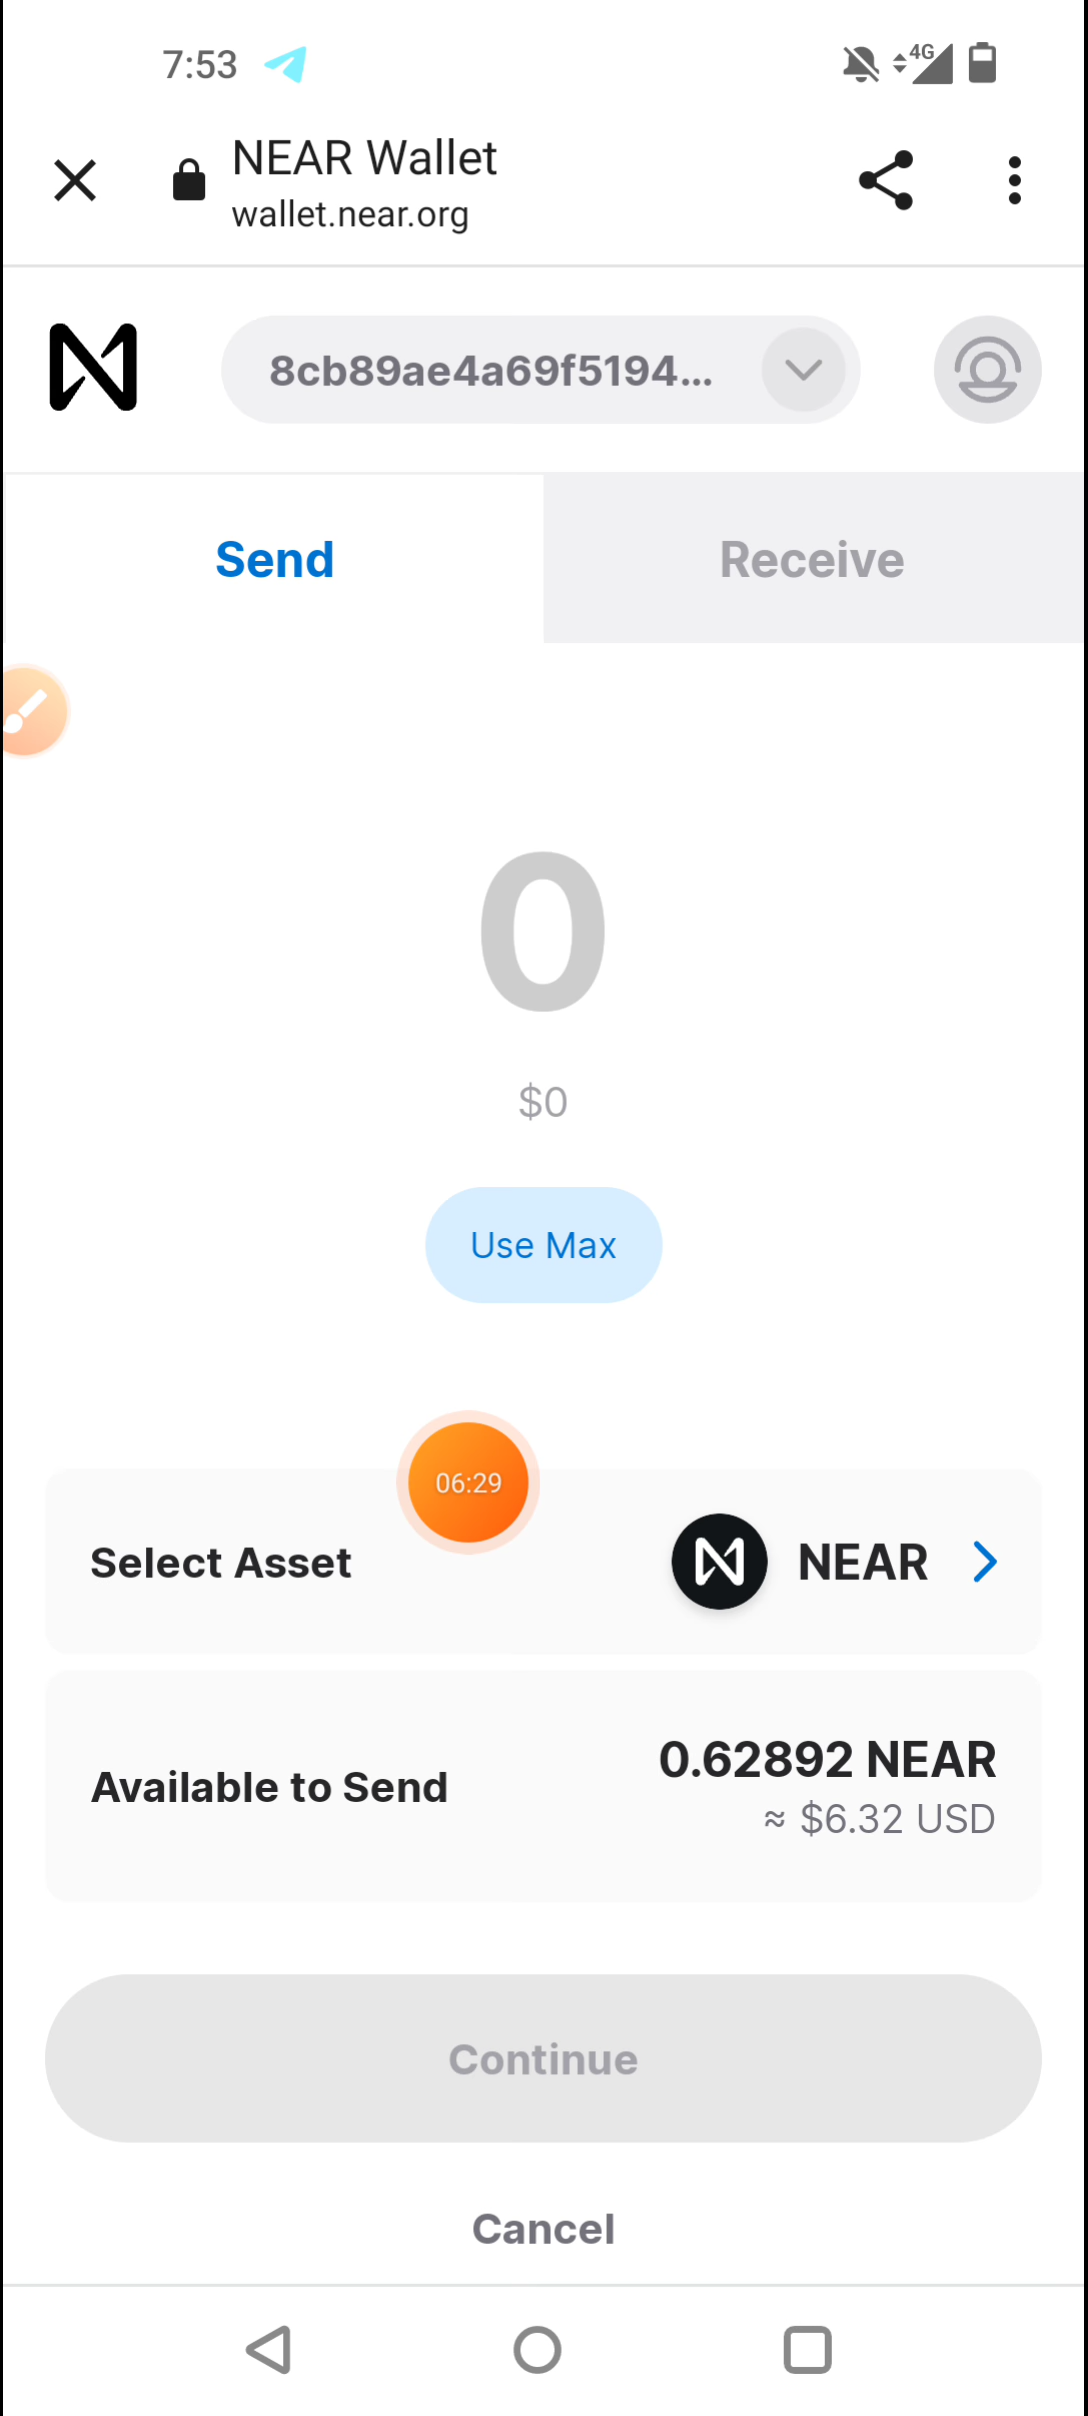 7:53
4G
NEAR Wallet
wallet.near.org
8cb89ae4a69f5194...
Send
Receive
0
$0
Use Max
06:29
Select Asset
NEAR
Available to Send
0.62892 NEAR
≈ $6.32 USD
Continue
Cancel